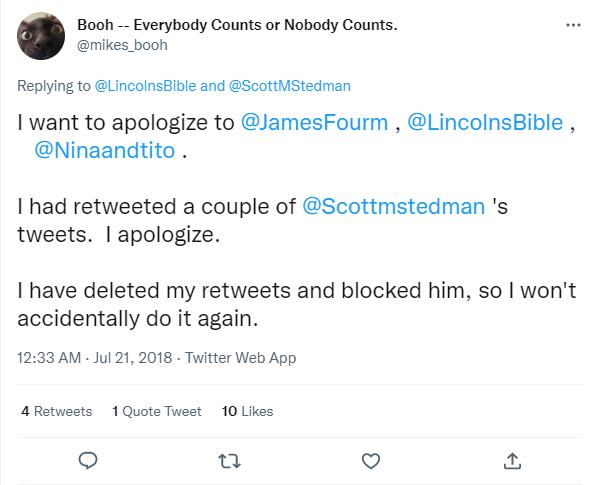 Booh -- Everybody Counts or Nobody Counts.
@mikes_booh
Replying to @LincolnsBible and @ScottMStedman
I want to apologize to @JamesFourm , @LincolnsBible ,
@Ninaandtito .
I had retweeted a couple of @Scottmstedman 's
tweets.  I apologize.
I have deleted my retweets and blocked him, so I won't
accidentally do it again.
12:33 AM · Jul 21, 2018 · Twitter Web App
4 Retweets 1 Quote Tweet 10 Likes